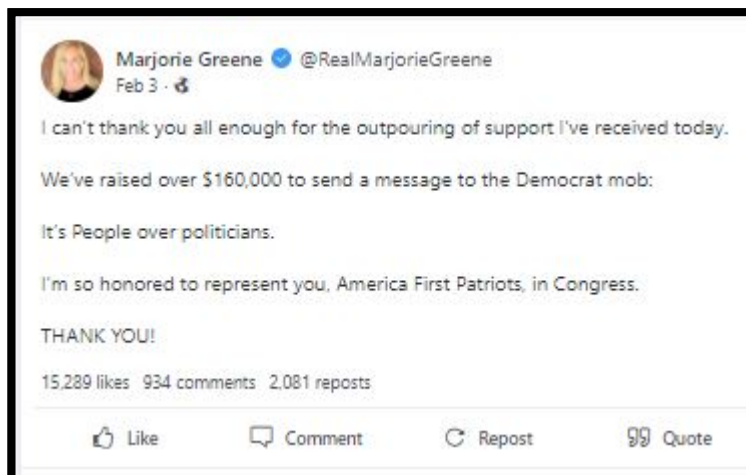 Marjorie Greene @RealMarjorieGreene
Feb 3 ·
I can't thank you all enough for the outpouring of support I've received today.
We've raised over $160,000 to send a message to the Democrat mob:
It's People over politicians.
I'm so honored to represent you, America First Patriots, in Congress.
THANK YOU!
15,289 likes 934 comments 2,081 reposts
Like Comment Repost Quote